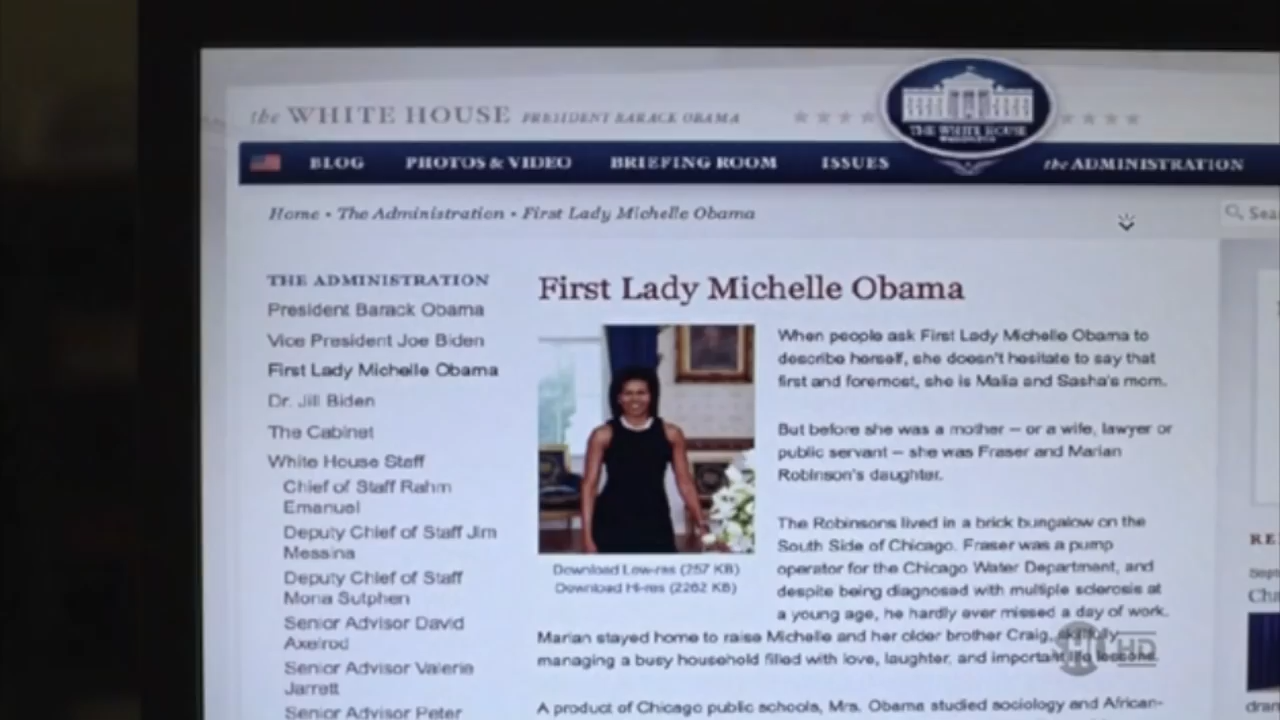 the WHITE HOUSE PRESIDENT BARACK OBAMA
THE WHITE HOUSE
WASHINGTON
BLOG PHOTOS & VIDEO BRIEFING ROOM ISSUES the ADMINISTRATION
Home • The Administration • First Lady Michelle Obama
Sea
THE ADMINISTRATION
President Barack Obama
Vice President Joe Biden
First Lady Michelle Obama
Dr. Jill Biden
The Cabinet
White House Staff
Chief of Staff Rahm
Emanuel
Deputy Chief of Staff Jim
Messina
Deputy Chief of Staff
Mona Sutphen
Senior Advisor David
Axelrod
Senior Advisor Valerie
Jarrett
Senior Advisor Peter
First Lady Michelle Obama
Download Low-res (257 KB)
Download Hi-res (2262 KB)
When people ask First Lady Michelle Obama to
describe herself, she doesn't hesitate to say that
first and foremost, she is Malia and Sasha's mom.
But before she was a mother — or a wife, lawyer or
public servant — she was Fraser and Marian
Robinson's daughter.
The Robinsons lived in a brick bungalow on the
South Side of Chicago. Fraser was a pump
operator for the Chicago Water Department, and
despite being diagnosed with multiple sclerosis at
a young age, he hardly ever missed a day of work.
Marian stayed home to raise Michelle and her older brother Craig, skillfully
managing a busy household filled with love, laughter, and important life lessons.
A product of Chicago public schools, Mrs. Obama studied sociology and African-
RE
Sept
Chi
dran
SHO HD